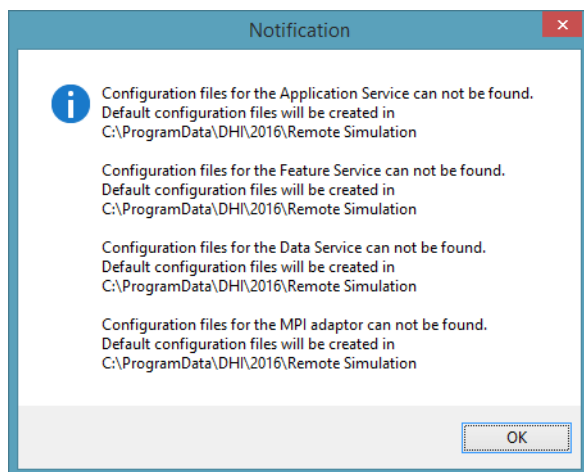 Notification
Configuration files for the Application Service can not be found.
Default configuration files will be created in
C:\ProgramData\DHI\2016\Remote Simulation
Configuration files for the Feature Service can not be found.
Default configuration files will be created in
C:\ProgramData\DHI\2016\Remote Simulation
Configuration files for the Data Service can not be found.
Default configuration files will be created in
C:\ProgramData\DHI\2016\Remote Simulation
Configuration files for the MPI adaptor can not be found.
Default configuration files will be created in
C:\ProgramData\DHI\2016\Remote Simulation
OK